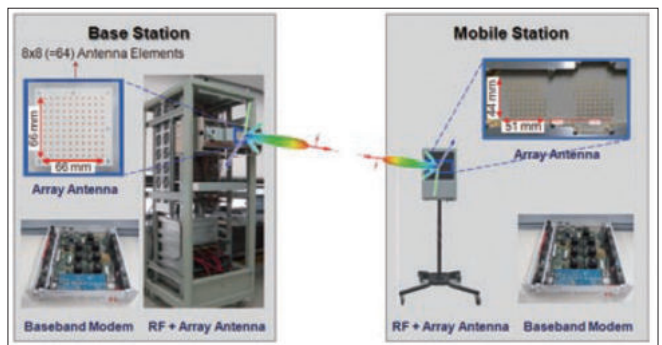 Base Station
8x8 (=64) Antenna Elements
66 mm
66 mm
Array Antenna
Baseband Modem
RF + Array Antenna
Mobile Station
44 mm
51 mm
Array Antenna
RF + Array Antenna
Baseband Modem